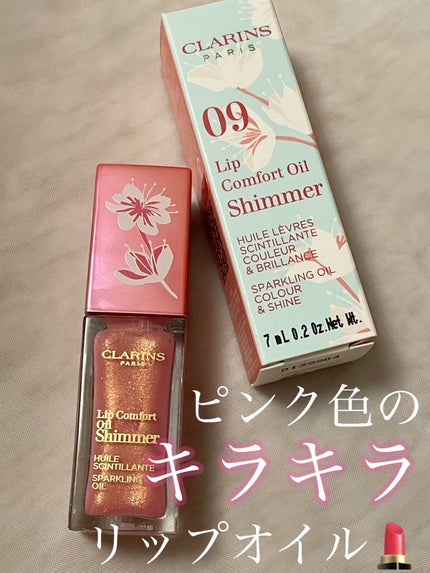 CLARINS
PARIS
09
Lip
Comfort Oil
Shimmer
HUILE LÈVRES
SCINTILLANTE
COULEUR
& BRILLANCE
SPARKLING OIL
COLOUR
& SHINE
7 mL 0.2 Oz.Net Wt.
CLARINS
PARIS
Lip Comfort
Oil
Shimmer
HUILE
SCINTILLANTE
SPARKLING
OIL
ピンク色の
キラキラ
リップオイル💄